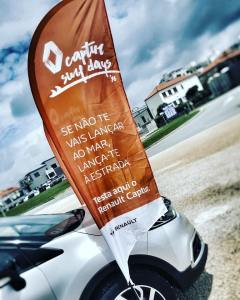 captur
surf days
SE NÃO TE
VAIS LANÇAR
AO MAR,
LANÇA-TE
À ESTRADA
Testa aqui o
Renault Captur.
RENAULT